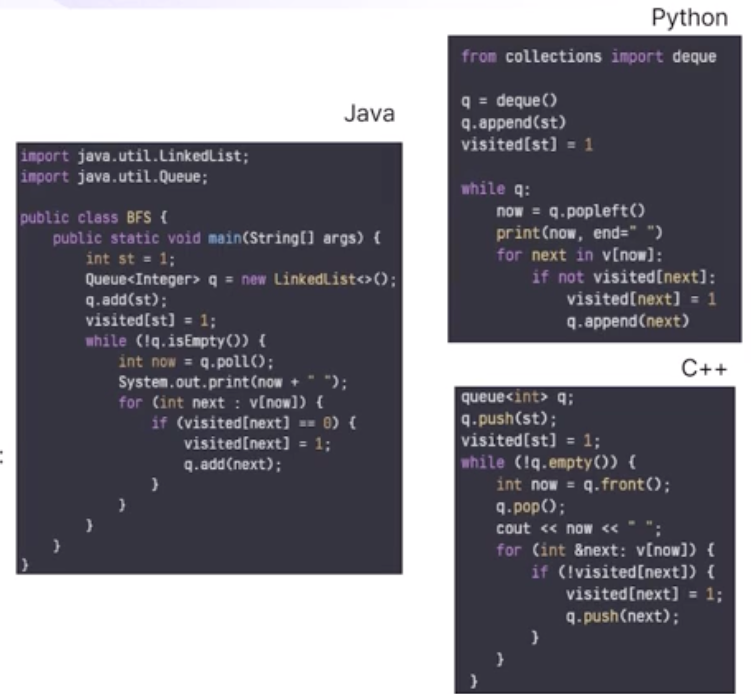 Java
import java.util.LinkedList;
import java.util.Queue;
public class BFS {
    public static void main(String[] args) {
        int st = 1;
        Queue<Integer> q = new LinkedList<>();
        q.add(st);
        visited[st] = 1;
        while (!q.isEmpty()) {
            int now = q.poll();
            System.out.print(now + " ");
            for (int next : v[now]) {
                if (visited[next] == 0) {
                    visited[next] = 1;
                    q.add(next);
                }
            }
        }
    }
}
:
Python
from collections import deque
q = deque()
q.append(st)
visited[st] = 1
while q:
    now = q.popleft()
    print(now, end=" ")
    for next in v[now]:
        if not visited[next]:
            visited[next] = 1
            q.append(next)
C++
queue<int> q;
q.push(st);
visited[st] = 1;
while (!q.empty()) {
    int now = q.front();
    q.pop();
    cout << now << " ";
    for (int &next: v[now]) {
        if (!visited[next]) {
            visited[next] = 1;
            q.push(next);
        }
    }
}